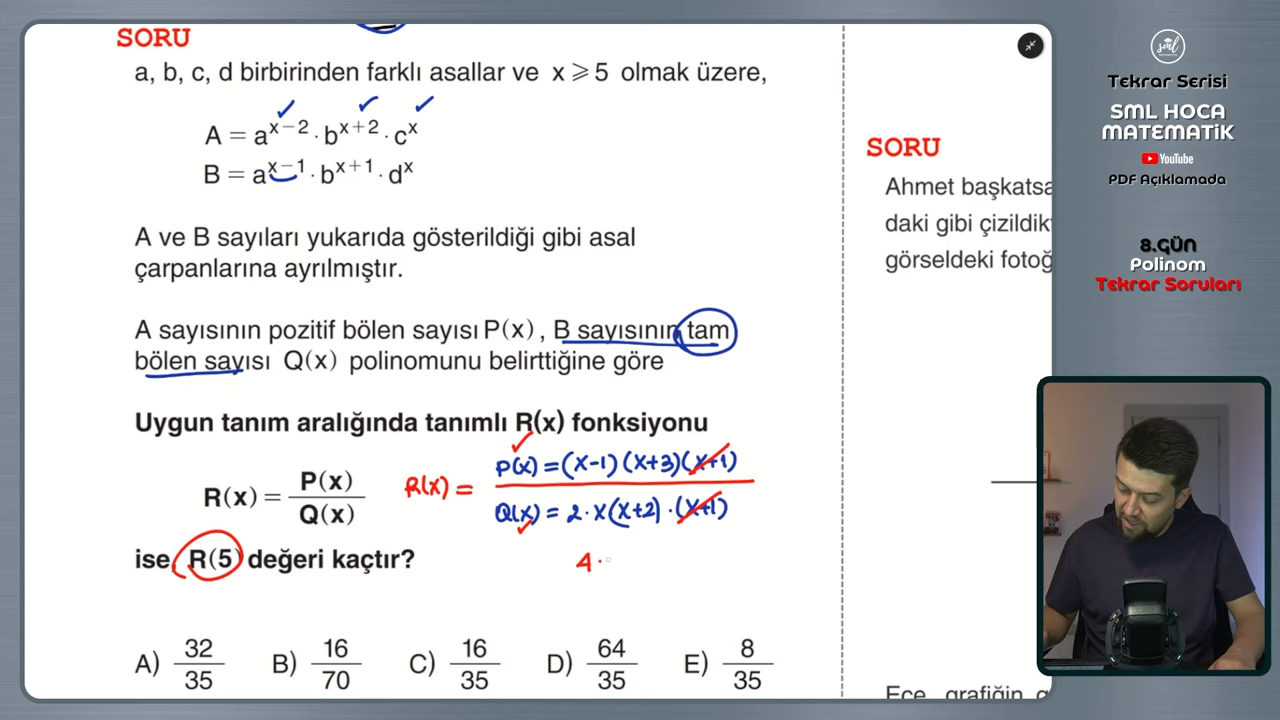 SORU
a, b, c, d birbirinden farklı asallar ve x ⩾ 5 olmak üzere,
A = a^(x−2) · b^(x+2) · c^x
B = a^(x−1) · b^(x+1) · d^x
A ve B sayıları yukarıda gösterildiği gibi asal
çarpanlarına ayrılmıştır.
A sayısının pozitif bölen sayısı P(x), B sayısının tam
bölen sayısı Q(x) polinomunu belirttiğine göre
Uygun tanım aralığında tanımlı R(x) fonksiyonu
R(x) = P(x)/Q(x)
R(x) =
P(x) = (x-1) (x+3) (x+1)
Q(x) = 2 · x(x+2) · (x+1)
4 ·
ise, R(5) değeri kaçtır?
A) 32/35 B) 16/70 C) 16/35 D) 64/35 E) 8/35
SORU
Ahmet başkatsa
daki gibi çizildik
görseldeki fotoğ
Ece grafiğin
sml
Tekrar Serisi
SML HOCA
MATEMATİK
YouTube
PDF Açıklamada
8.GÜN
Polinom
Tekrar Soruları